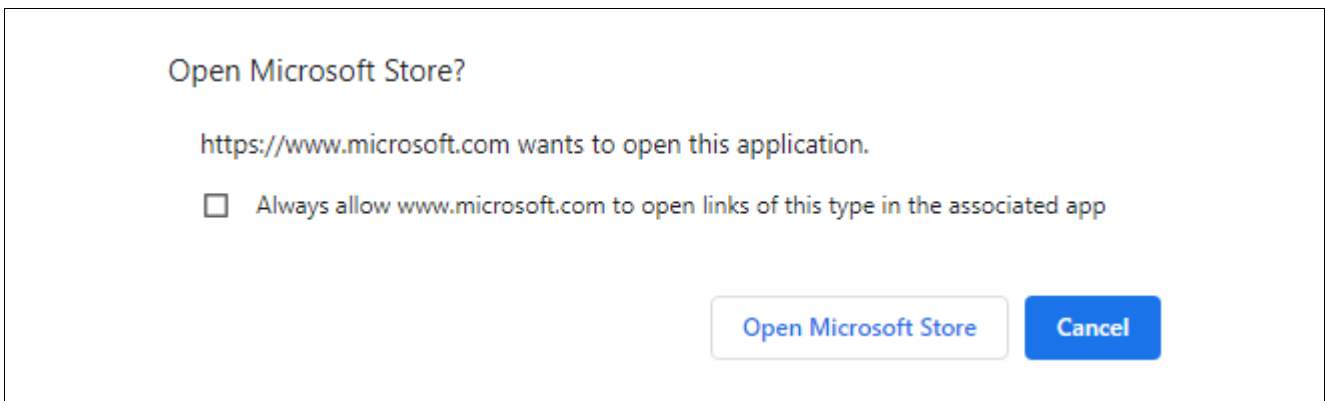 Open Microsoft Store?
https://www.microsoft.com wants to open this application.
Always allow www.microsoft.com to open links of this type in the associated app
Open Microsoft Store Cancel